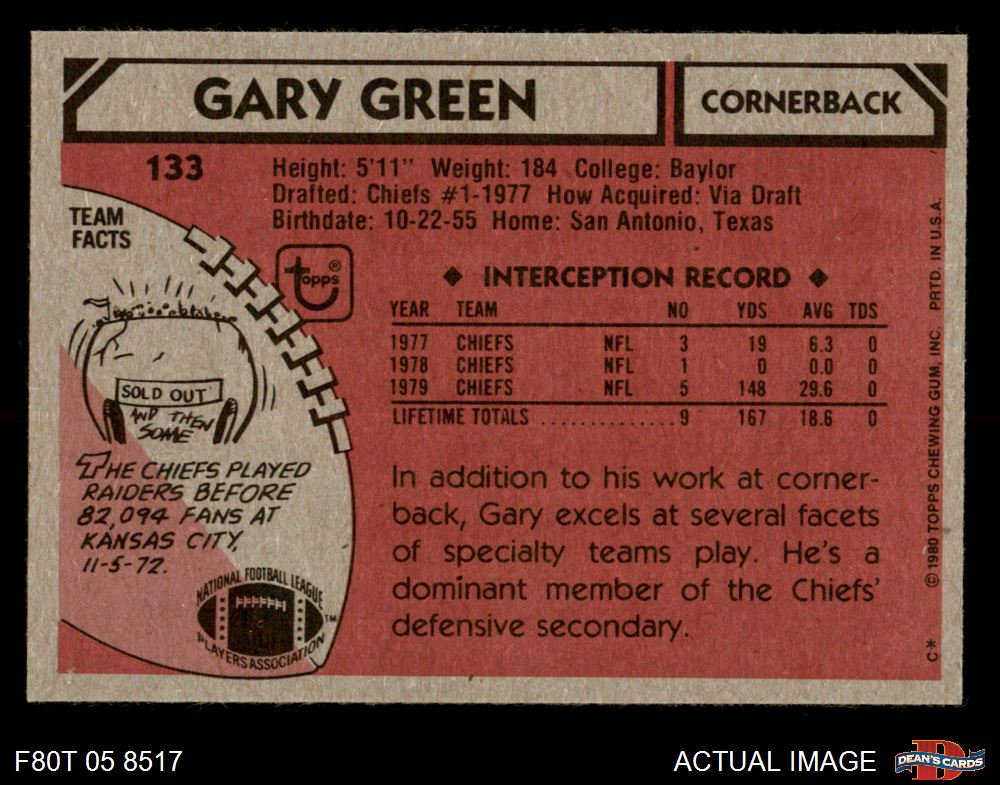 GARY GREEN
CORNERBACK
133
Height: 5'11" Weight: 184 College: Baylor
Drafted: Chiefs #1-1977 How Acquired: Via Draft
Birthdate: 10-22-55 Home: San Antonio, Texas
TEAM
FACTS
topps®
SOLD OUT
AND THEN
SOME
THE CHIEFS PLAYED
RAIDERS BEFORE
82,094 FANS AT
KANSAS CITY,
11-5-72.
NATIONAL FOOTBALL LEAGUE
PLAYERS ASSOCIATION
™
◆ INTERCEPTION RECORD ◆
YEAR TEAM NO YDS AVG TDS
1977 CHIEFS NFL 3 19 6.3 0
1978 CHIEFS NFL 1 0 0.0 0
1979 CHIEFS NFL 5 148 29.6 0
LIFETIME TOTALS .............. 9 167 18.6 0
In addition to his work at corner-
back, Gary excels at several facets
of specialty teams play. He's a
dominant member of the Chiefs'
defensive secondary.
C* © 1980 TOPPS CHEWING GUM, INC. PRTD. IN U.S.A.
F80T 05 8517
ACTUAL IMAGE
DEAN'S CARDS